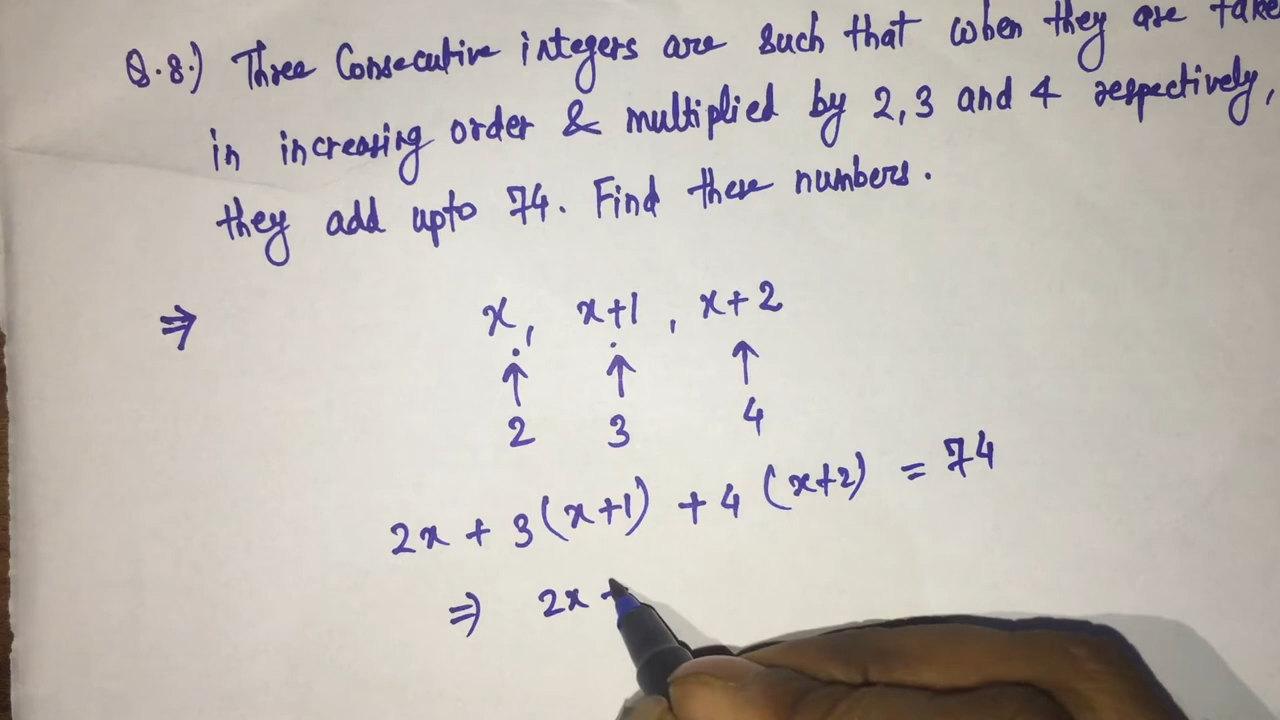 Q.8.) Three Consecutive integers are such that when they are take
in increasing order & multiplied by 2, 3 and 4 respectively,
they add upto 74. Find these numbers.
⇒ x, x+1, x+2
↑ ↑ ↑
2 3 4
2x + 3(x+1) + 4(x+2) = 74
⇒ 2x +